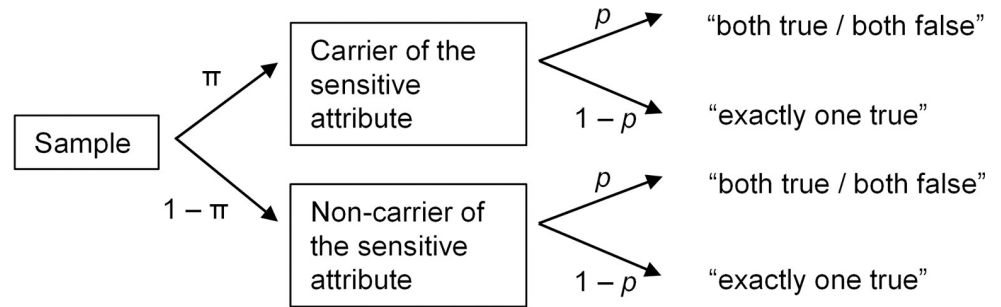 Sample
π
1 – π
Carrier of the
sensitive
attribute
Non-carrier of
the sensitive
attribute
p
“both true / both false”
1 – p
“exactly one true”
p
“both true / both false”
1 – p
“exactly one true”